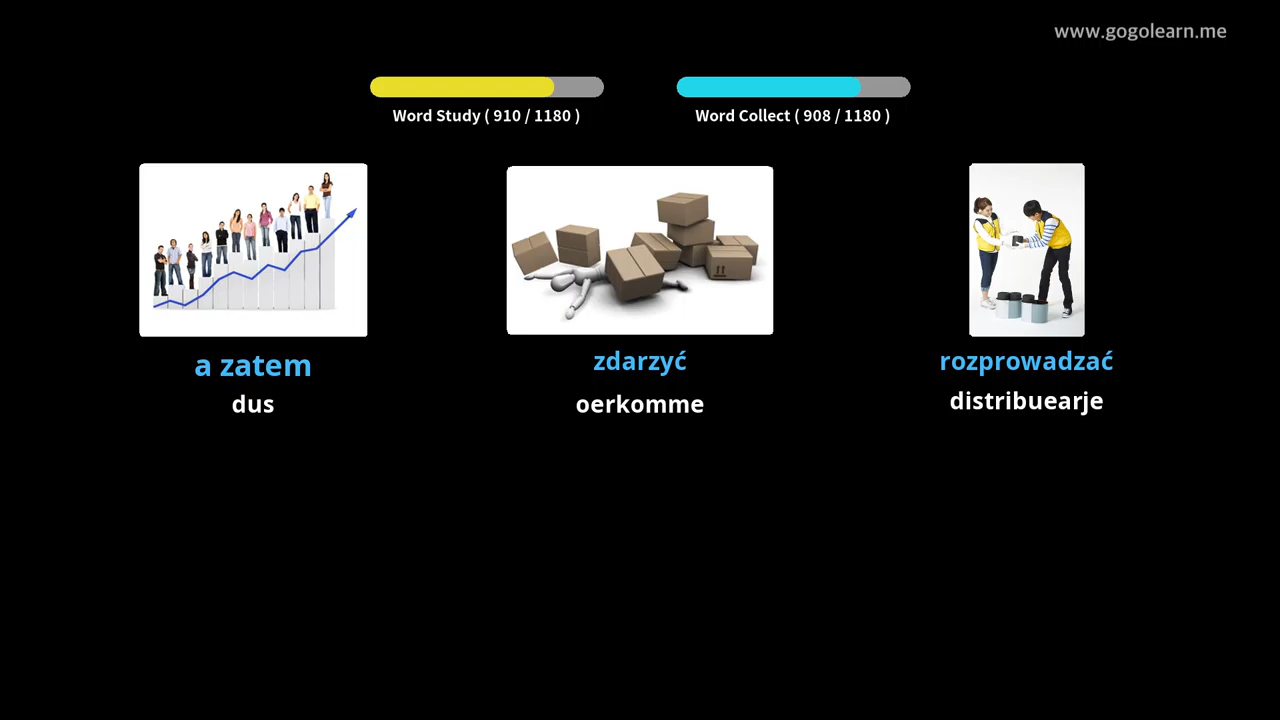 www.gogolearn.me
Word Study ( 910 / 1180 )
Word Collect ( 908 / 1180 )
a zatem
dus
zdarzyć
oerkomme
rozprowadzać
distribuearje